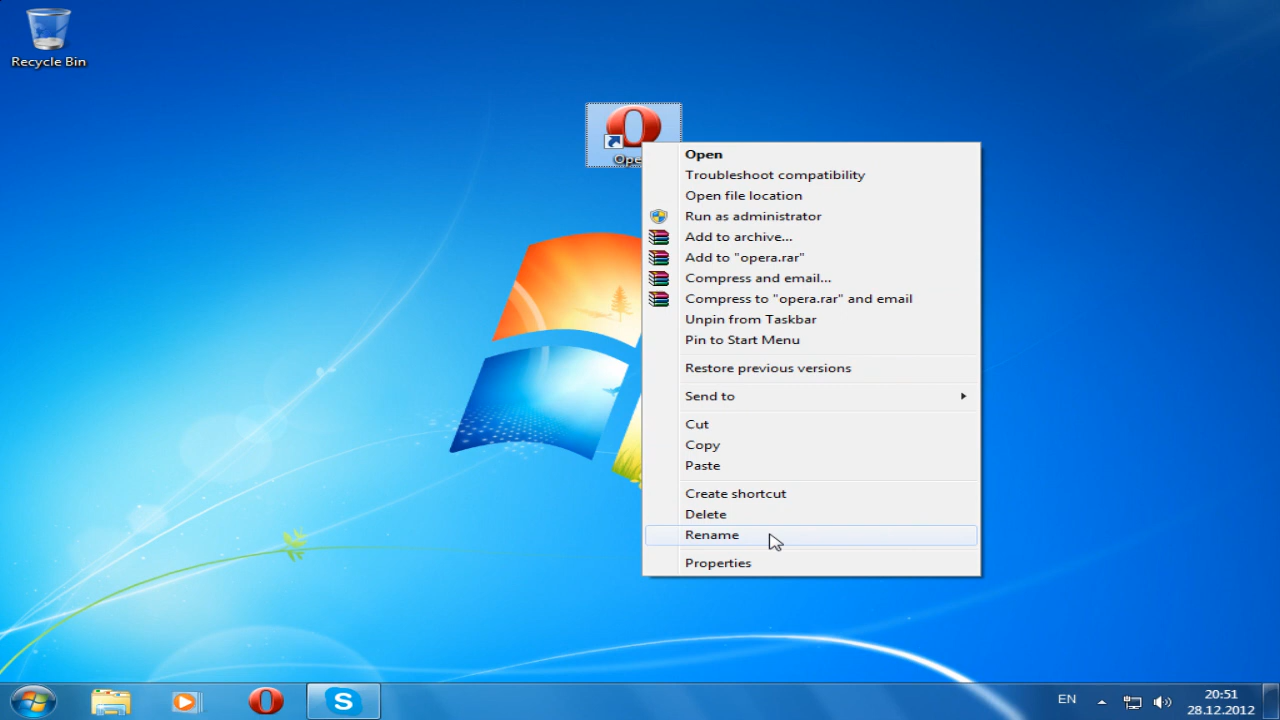 Recycle Bin
Open
Troubleshoot compatibility
Open file location
Run as administrator
Add to archive...
Add to "opera.rar"
Compress and email...
Compress to "opera.rar" and email
Unpin from Taskbar
Pin to Start Menu
Restore previous versions
Send to
Cut
Copy
Paste
Create shortcut
Delete
Rename
Properties
EN
20:51
28.12.2012